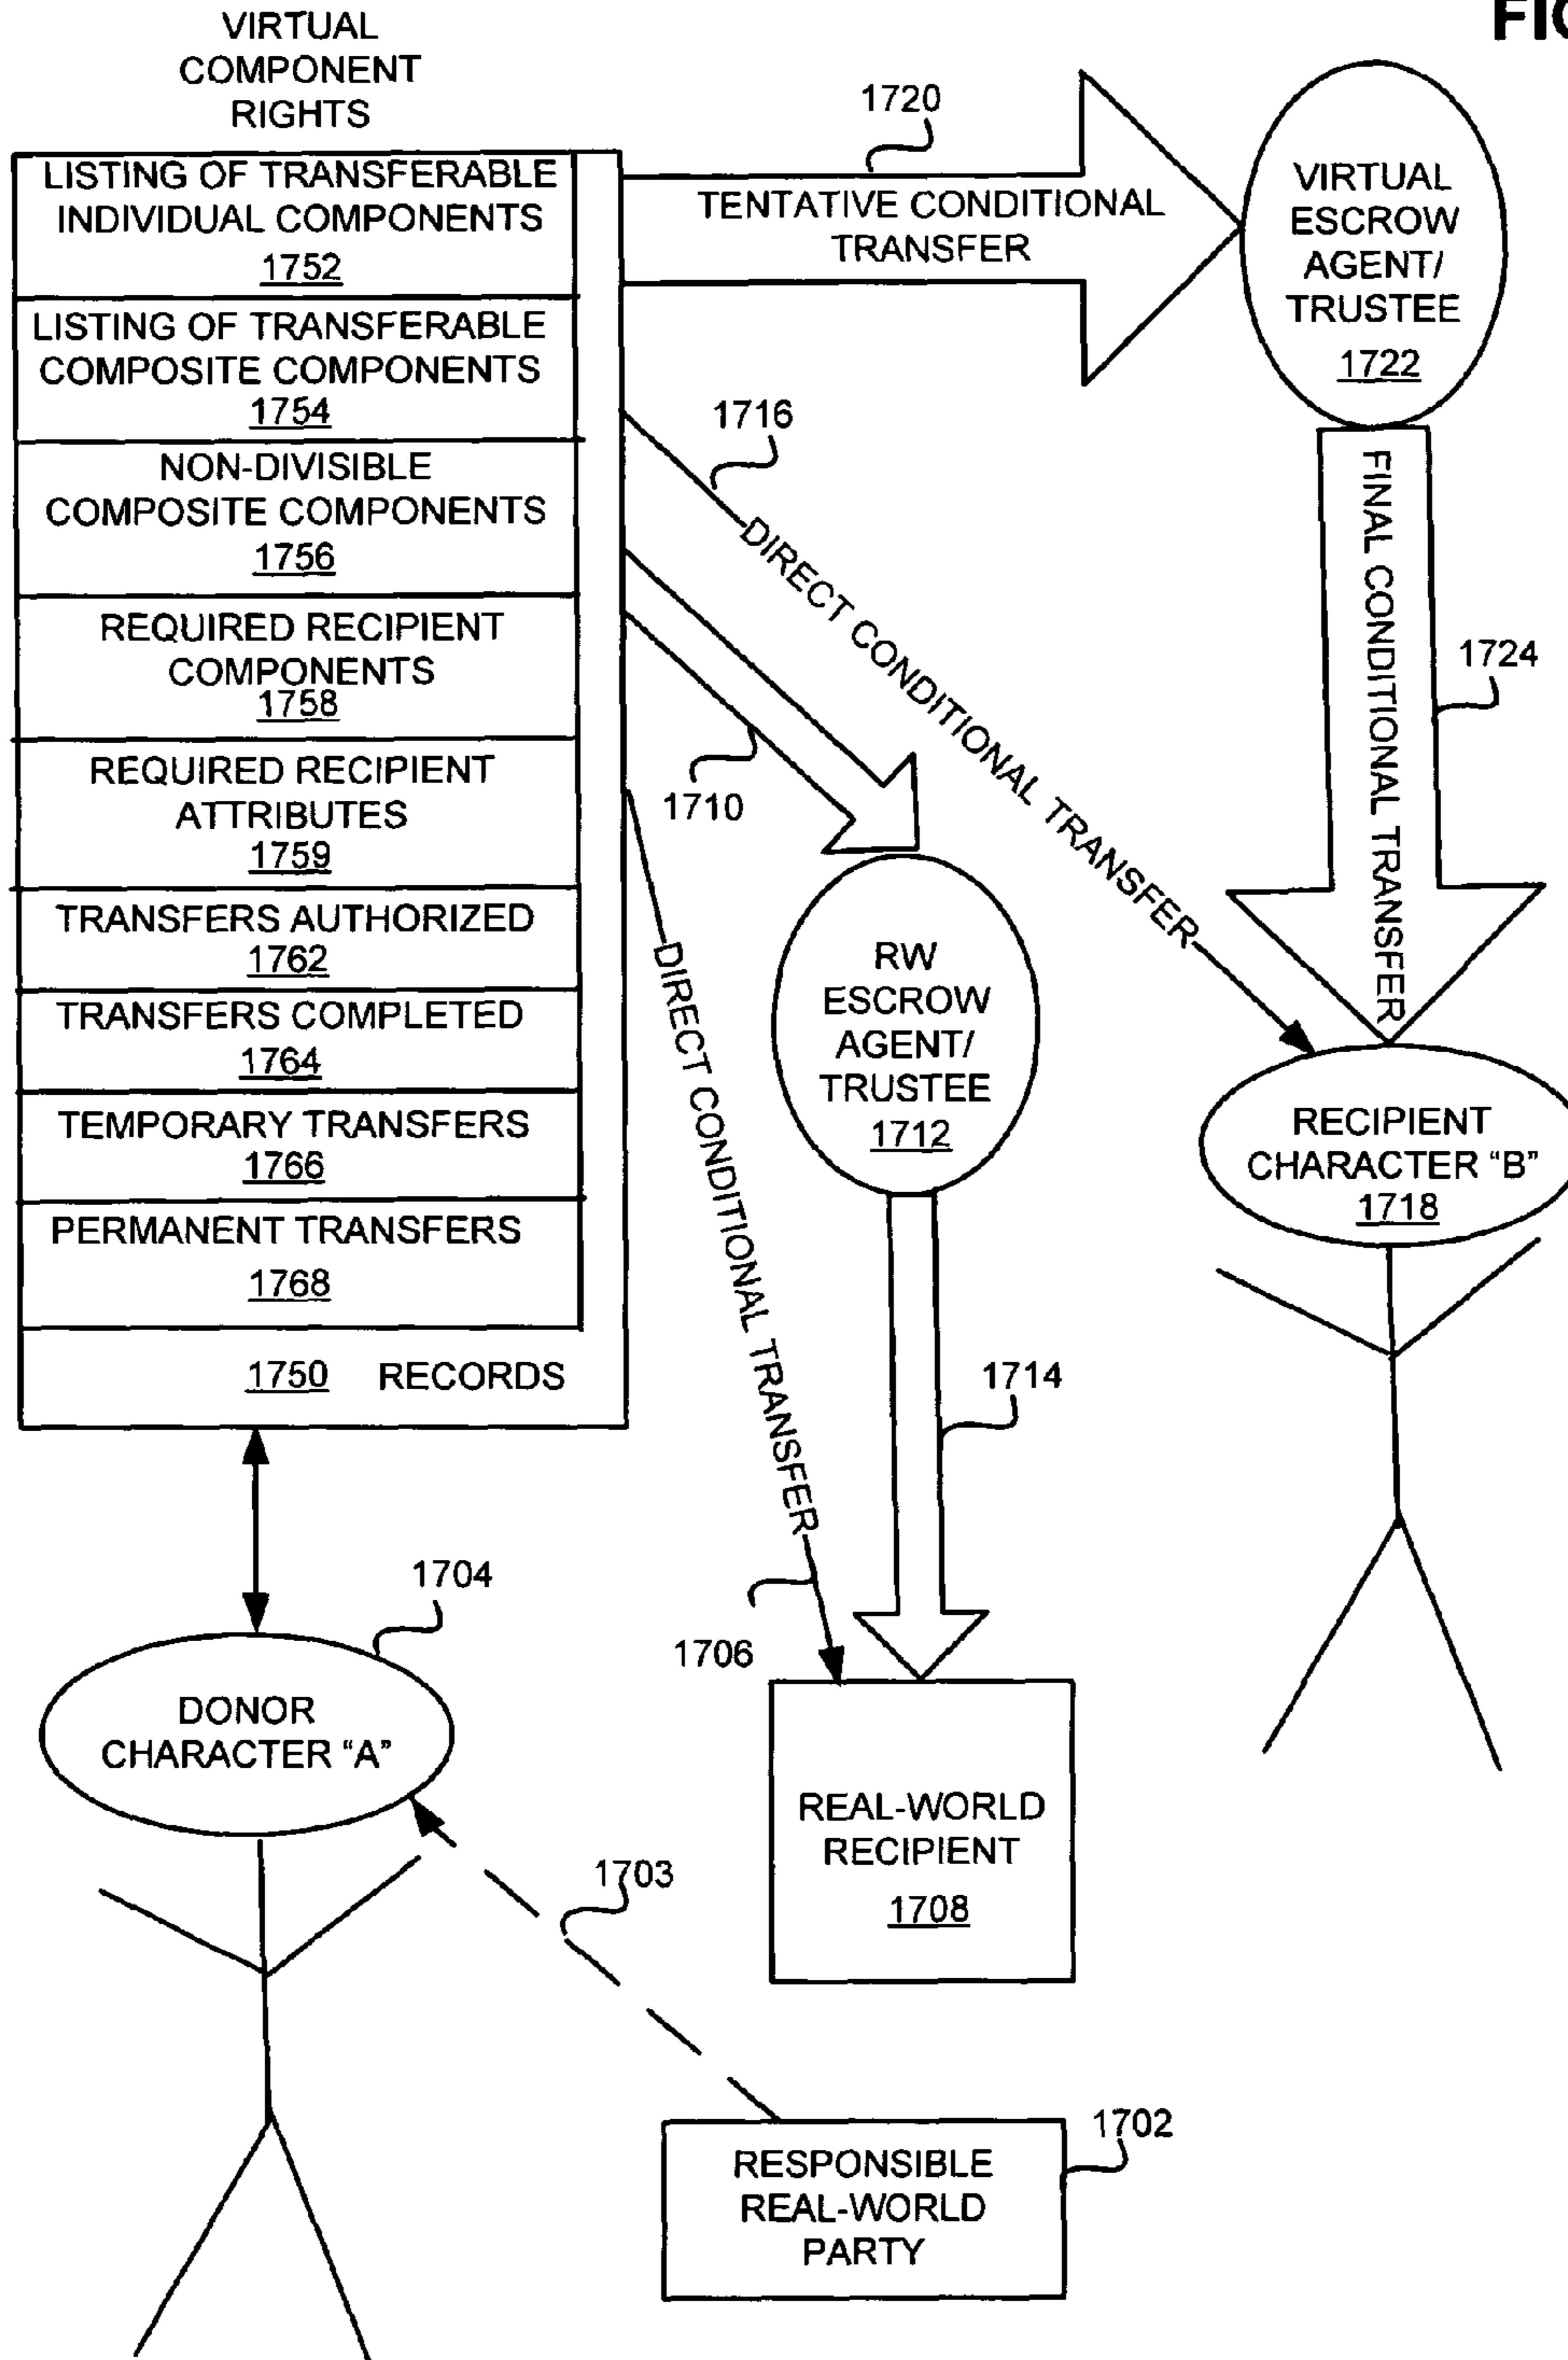 FIG
VIRTUAL
COMPONENT
RIGHTS
LISTING OF TRANSFERABLE
INDIVIDUAL COMPONENTS
1752
LISTING OF TRANSFERABLE
COMPOSITE COMPONENTS
1754
NON-DIVISIBLE
COMPOSITE COMPONENTS
1756
REQUIRED RECIPIENT
COMPONENTS
1758
REQUIRED RECIPIENT
ATTRIBUTES
1759
TRANSFERS AUTHORIZED
1762
TRANSFERS COMPLETED
1764
TEMPORARY TRANSFERS
1766
PERMANENT TRANSFERS
1768
1750 RECORDS
1720
TENTATIVE CONDITIONAL
TRANSFER
VIRTUAL
ESCROW
AGENT/
TRUSTEE
1722
1716
DIRECT CONDITIONAL TRANSFER
FINAL CONDITIONAL TRANSFER
1724
1710
RW
ESCROW
AGENT/
TRUSTEE
1712
DIRECT CONDITIONAL TRANSFER
RECIPIENT
CHARACTER “B”
1718
1714
1704
1706
DONOR
CHARACTER “A”
REAL-WORLD
RECIPIENT
1708
1703
1702
RESPONSIBLE
REAL-WORLD
PARTY